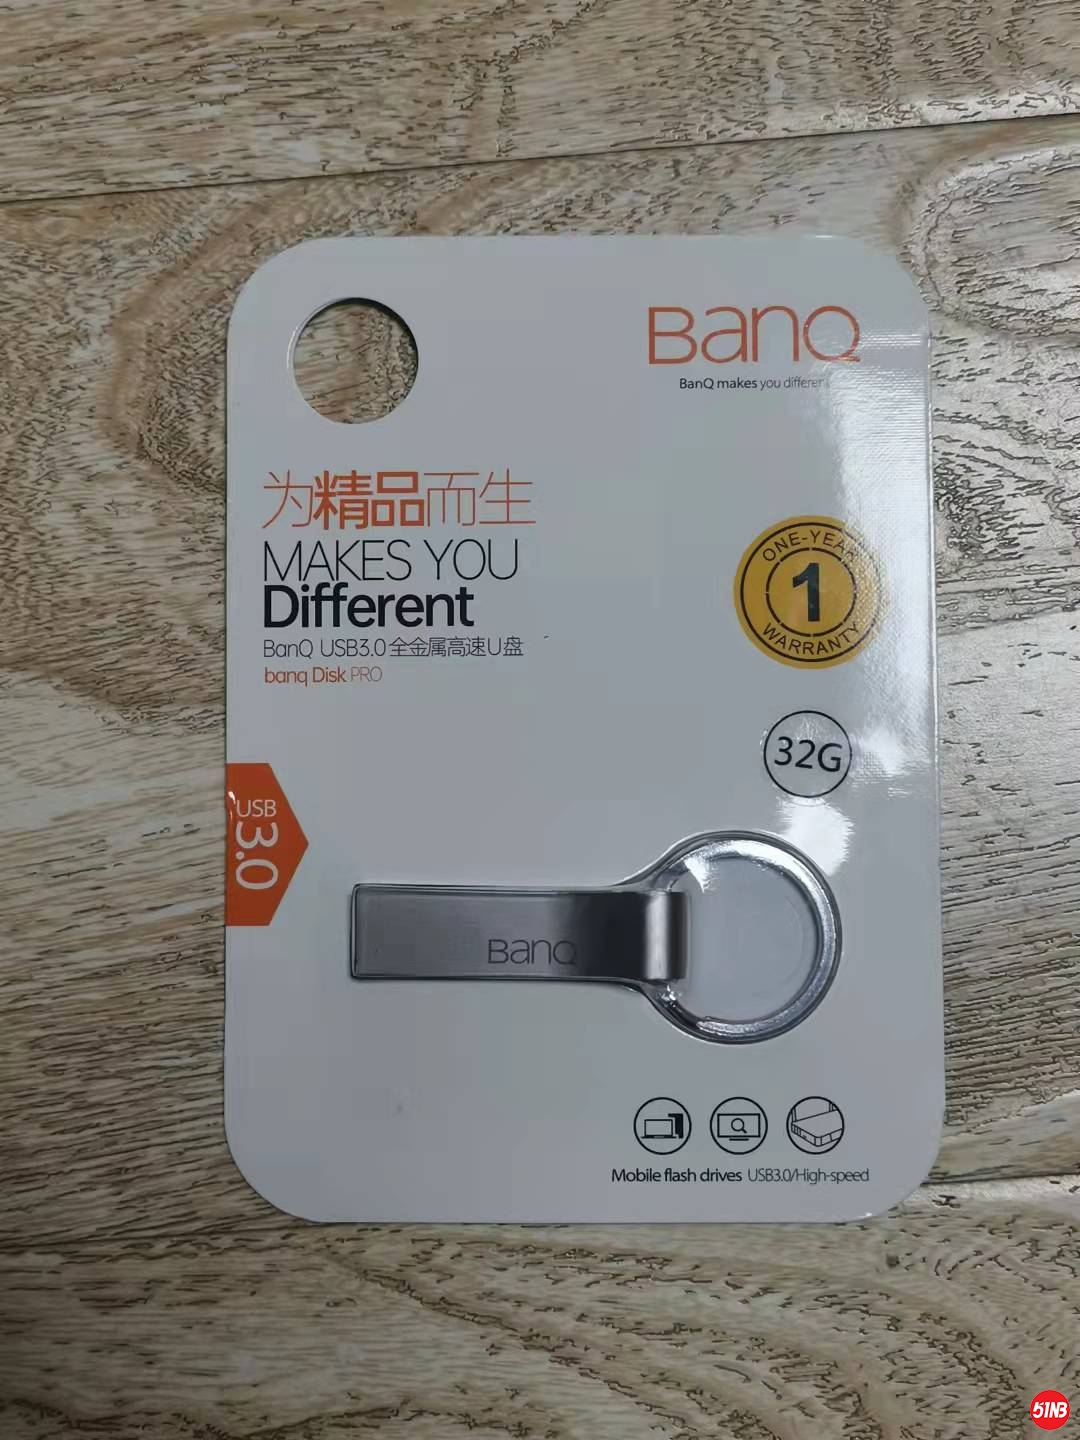 BanQ
BanQ makes you different
为精品而生
MAKES YOU
Different
BanQ USB3.0全金属高速U盘
banq Disk PRO
ONE-YEAR
1
WARRANTY
32G
USB
3.0
BanQ
Mobile flash drives USB3.0/High-speed
51NB